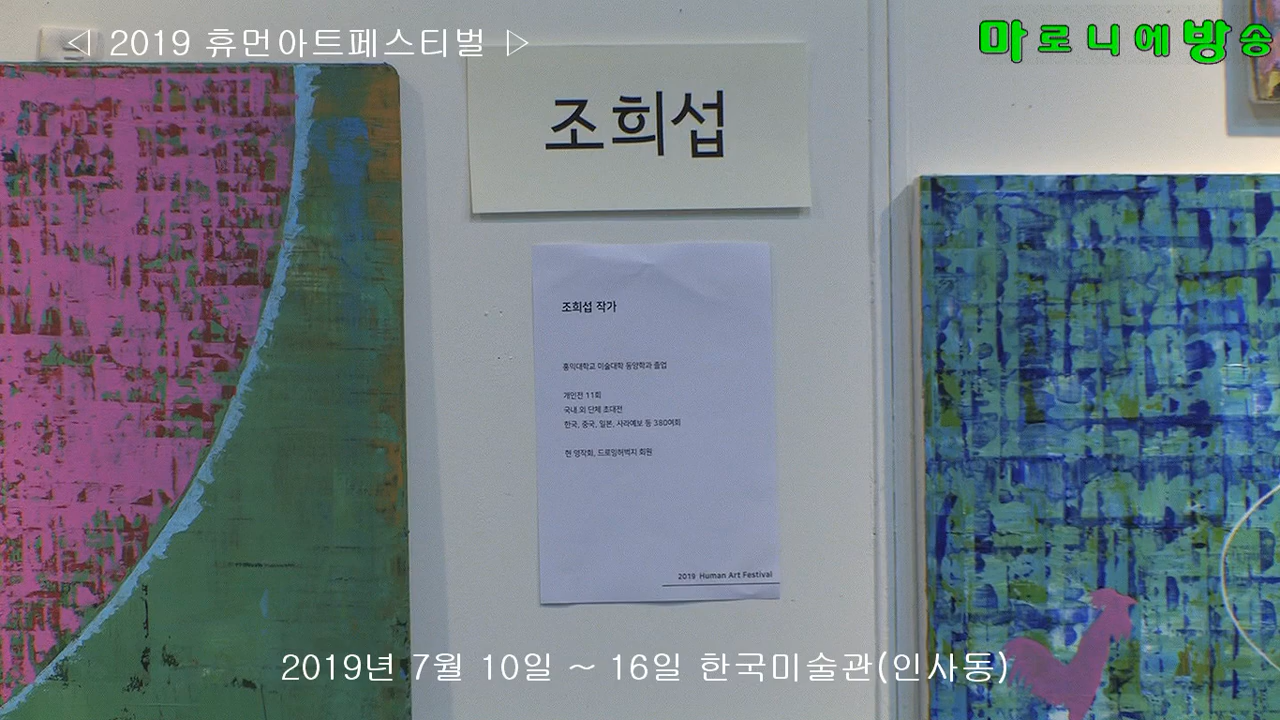 ◁ 2019 휴먼아트페스티벌 ▷
마로니에방송
조희섭
조희섭 작가
홍익대학교 미술대학 동양학과 졸업
개인전 11회
국내.외 단체 초대전
한국, 중국, 일본, 사라예보 등 380여회
현 영작회, 드로잉허벅지 회원
2019 Human Art Festival
2019년 7월 10일 ~ 16일 한국미술관(인사동)